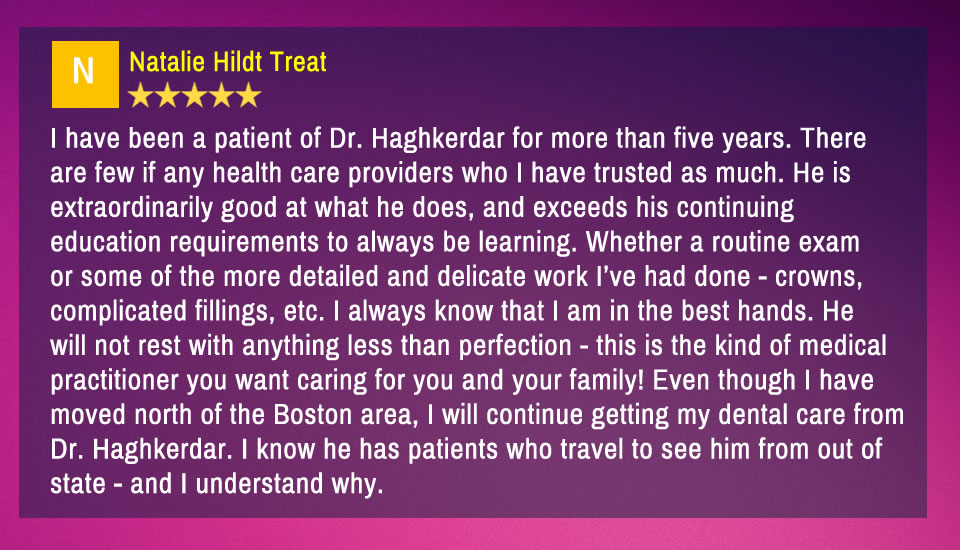 N
Natalie Hildt Treat
I have been a patient of Dr. Haghkerdar for more than five years. There
are few if any health care providers who I have trusted as much. He is
extraordinarily good at what he does, and exceeds his continuing
education requirements to always be learning. Whether a routine exam
or some of the more detailed and delicate work I’ve had done - crowns,
complicated fillings, etc. I always know that I am in the best hands. He
will not rest with anything less than perfection - this is the kind of medical
practitioner you want caring for you and your family! Even though I have
moved north of the Boston area, I will continue getting my dental care from
Dr. Haghkerdar. I know he has patients who travel to see him from out of
state - and I understand why.